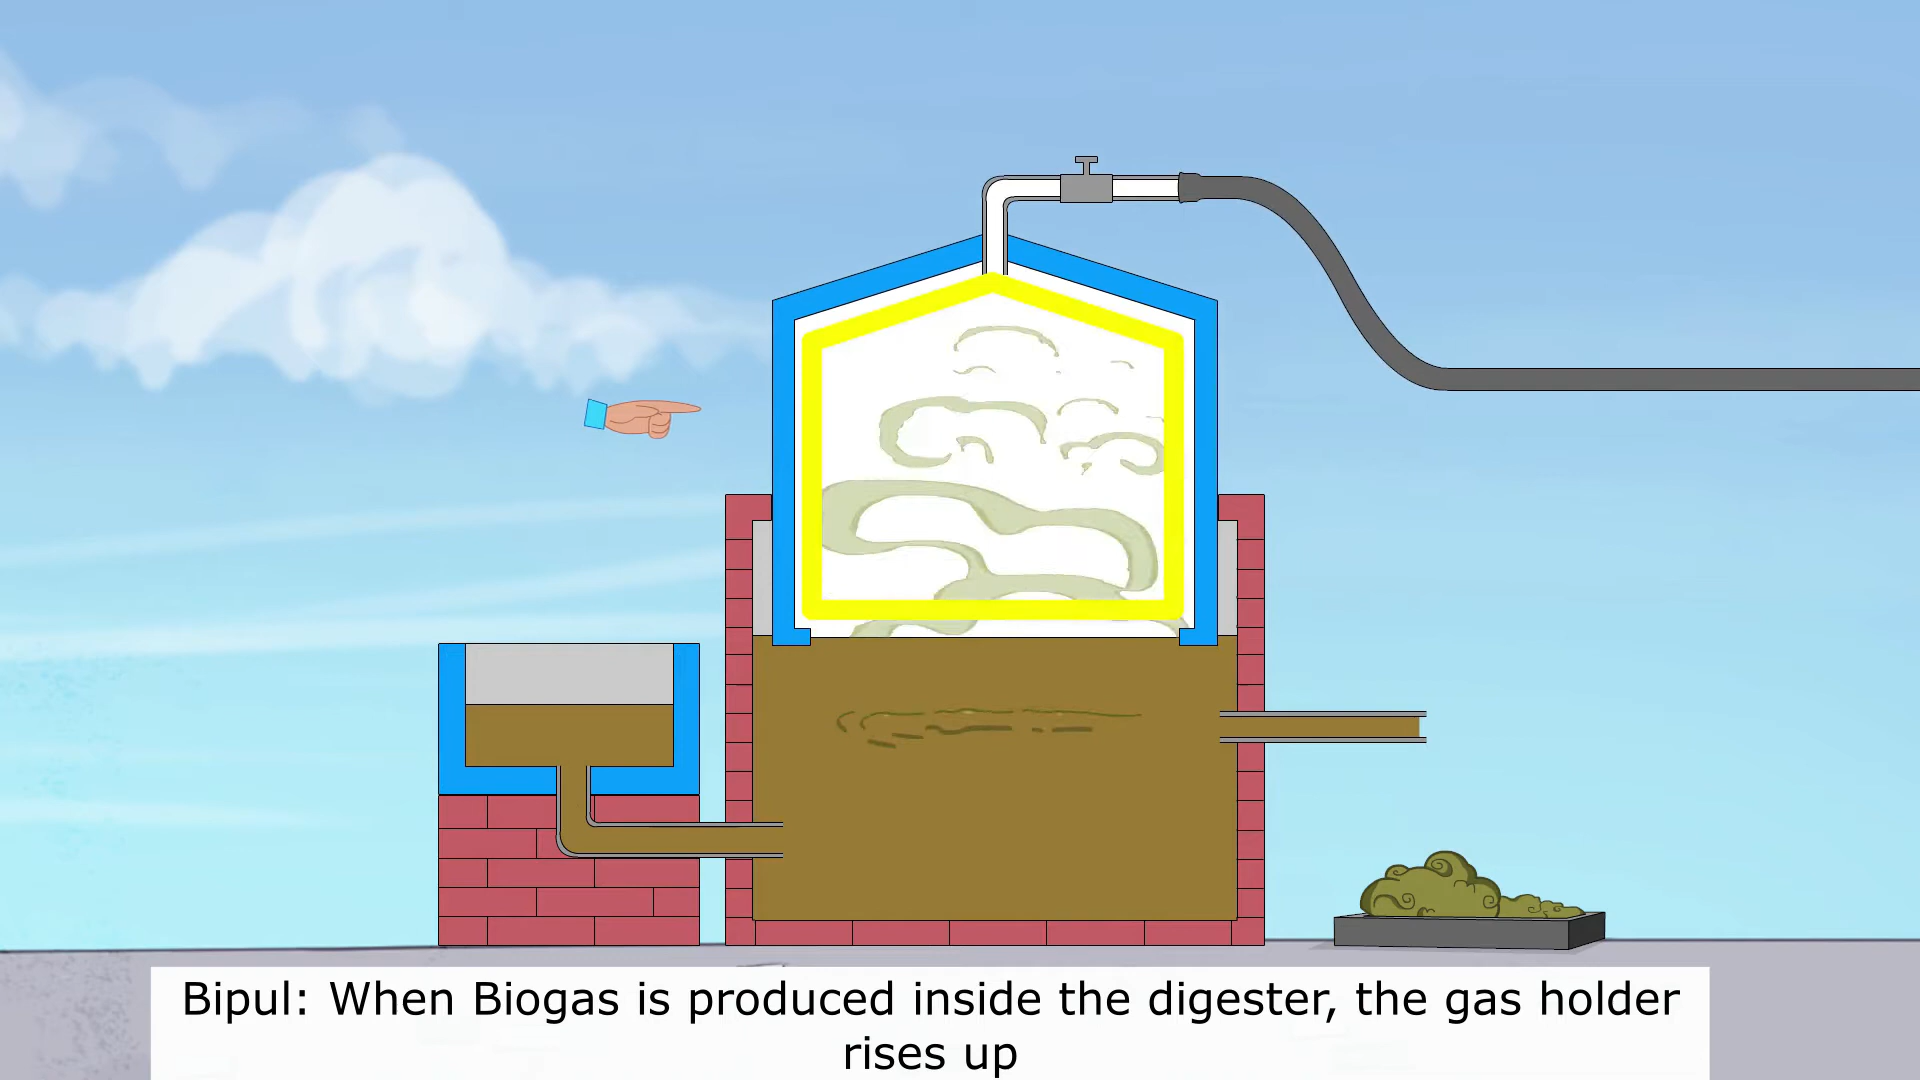 Bipul: When Biogas is produced inside the digester, the gas holder
rises up